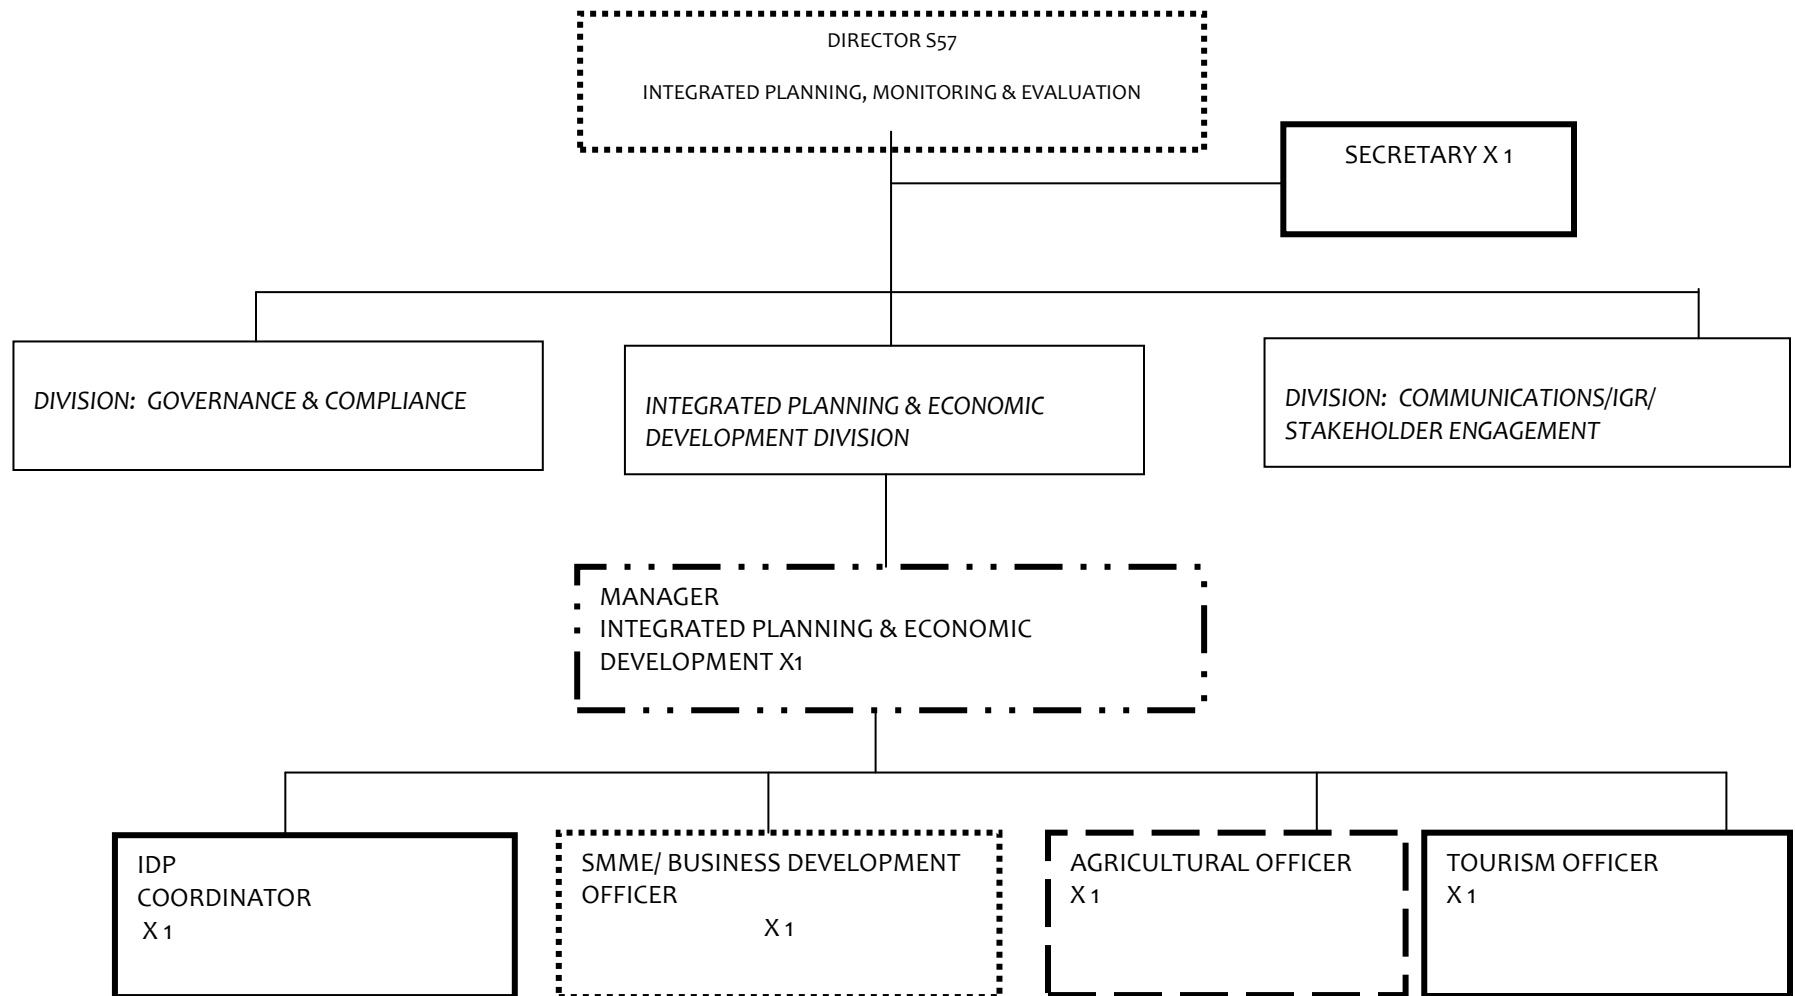 DIRECTOR S57
INTEGRATED PLANNING, MONITORING & EVALUATION
SECRETARY X 1
DIVISION: GOVERNANCE & COMPLIANCE
INTEGRATED PLANNING & ECONOMIC
DEVELOPMENT DIVISION
DIVISION: COMMUNICATIONS/IGR/
STAKEHOLDER ENGAGEMENT
MANAGER
INTEGRATED PLANNING & ECONOMIC
DEVELOPMENT X1
IDP
COORDINATOR
X 1
SMME/ BUSINESS DEVELOPMENT
OFFICER
X 1
AGRICULTURAL OFFICER
X 1
TOURISM OFFICER
X 1